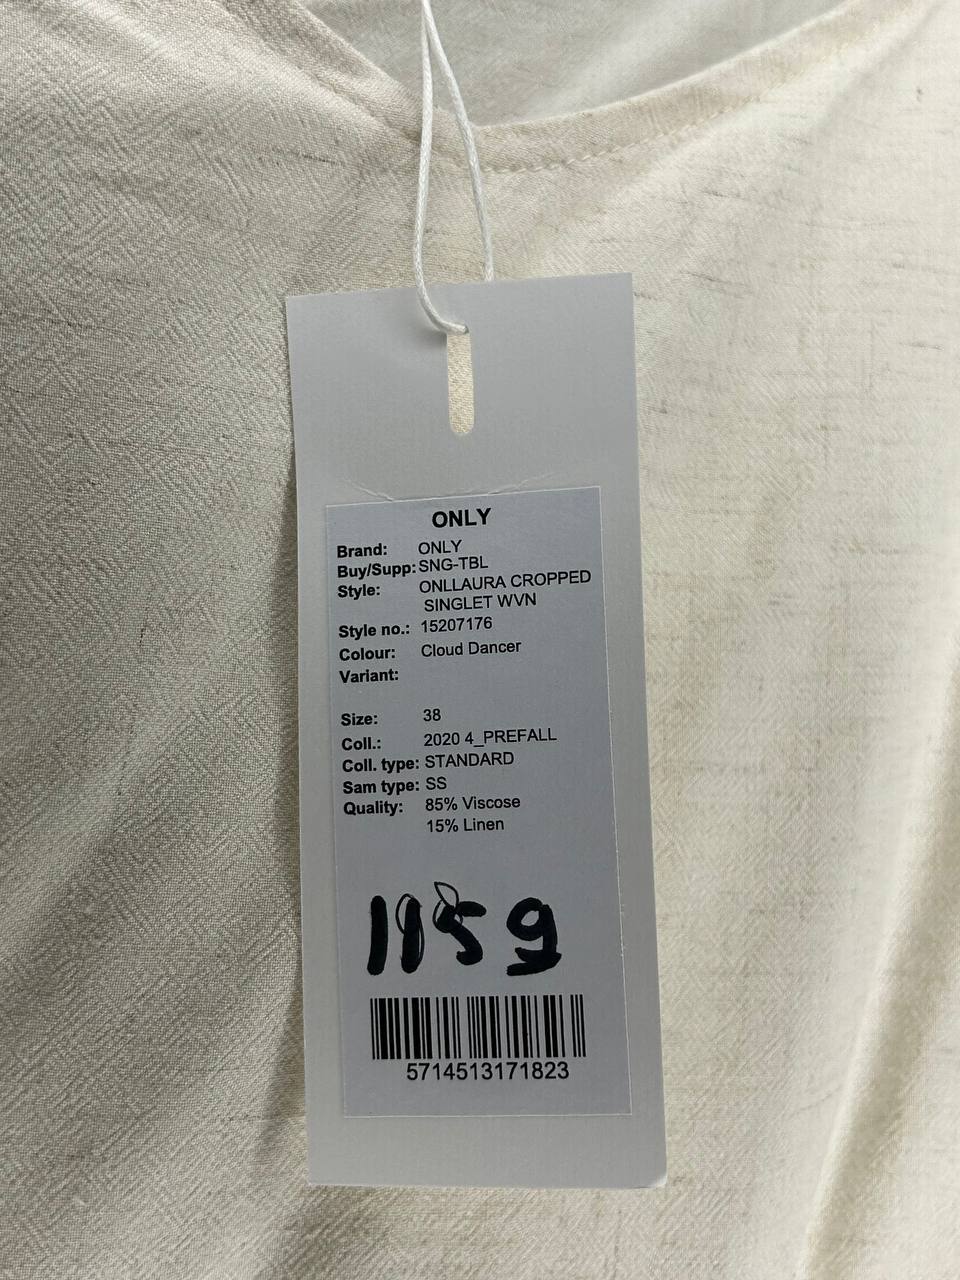 ONLY
Brand: ONLY
Buy/Supp: SNG-TBL
Style: ONLLAURA CROPPED
SINGLET WVN
Style no.: 15207176
Colour: Cloud Dancer
Variant:
Size: 38
Coll.: 2020 4_PREFALL
Coll. type: STANDARD
Sam type: SS
Quality: 85% Viscose
15% Linen
1159
5714513171823